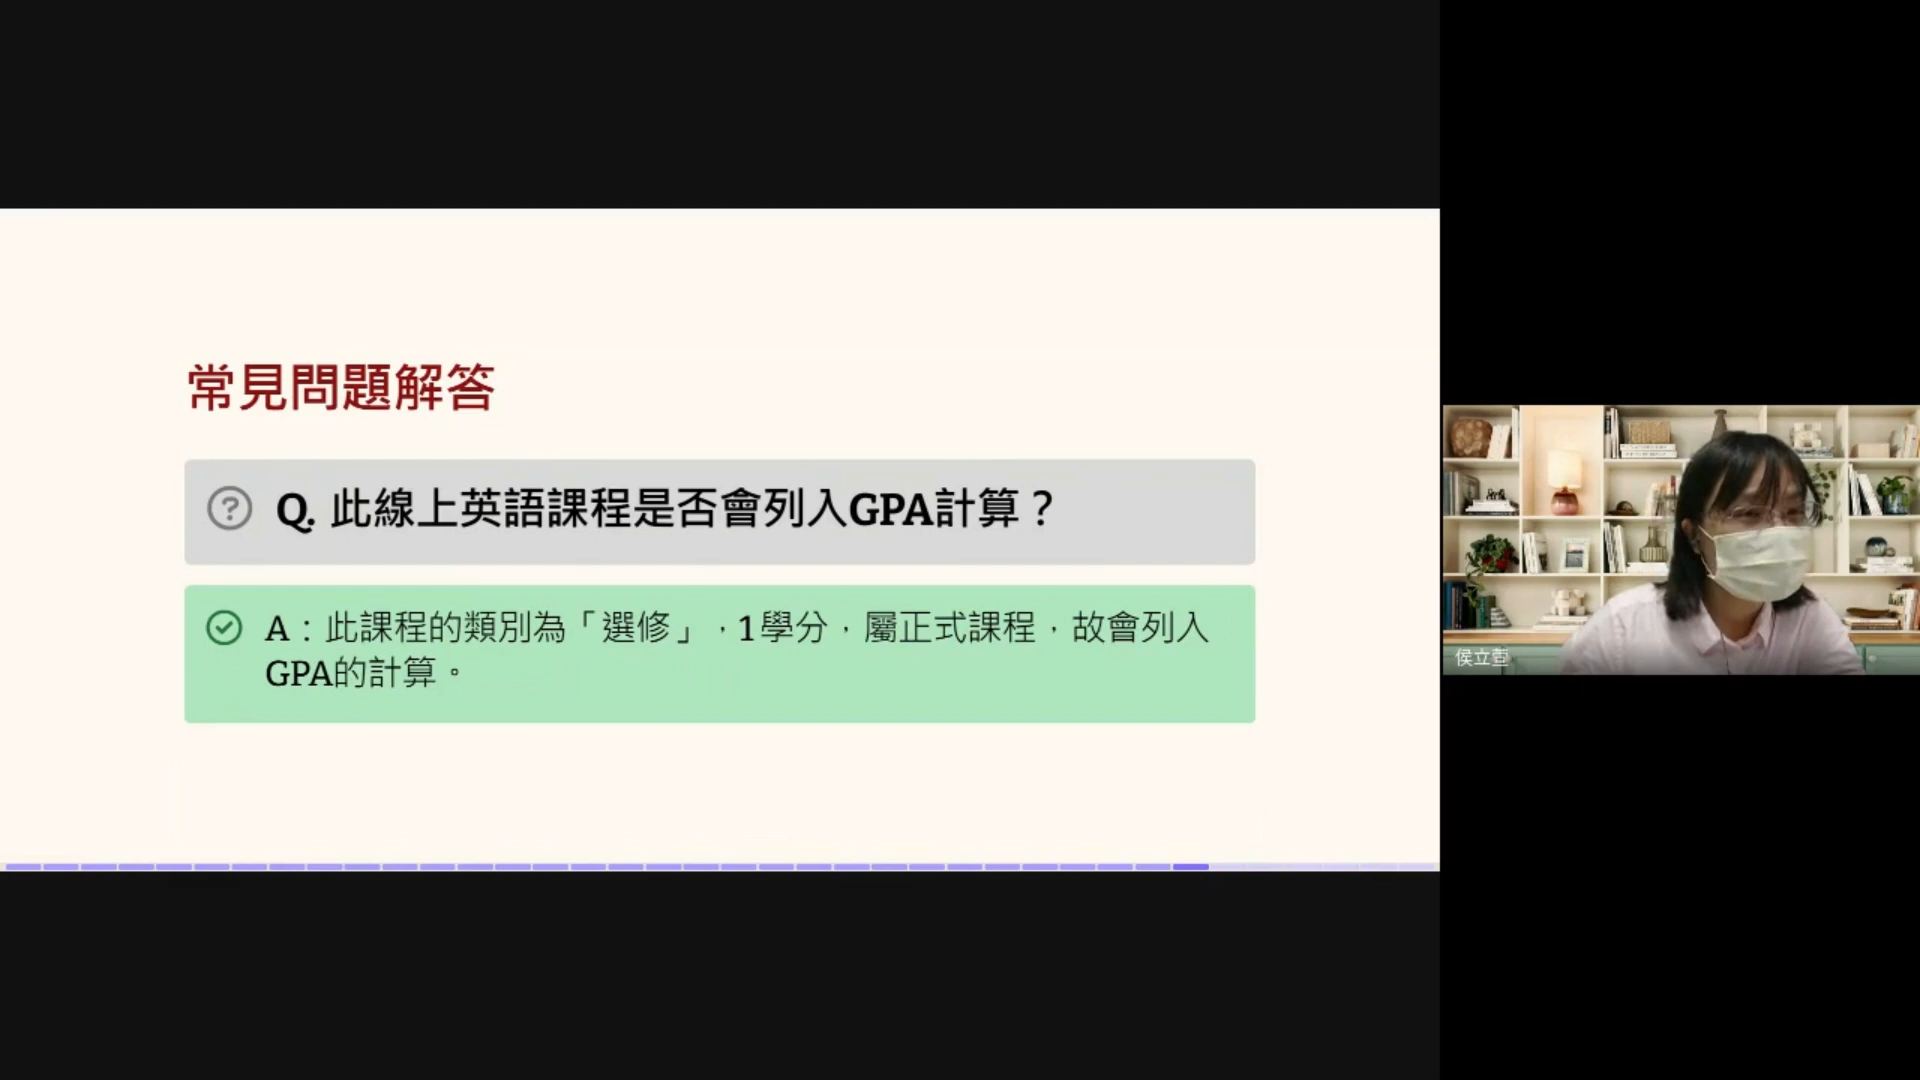 常見問題解答
Q. 此線上英語課程是否會列入GPA計算？
A：此課程的類別為「選修」，1學分，屬正式課程，故會列入
GPA的計算。
侯立萱